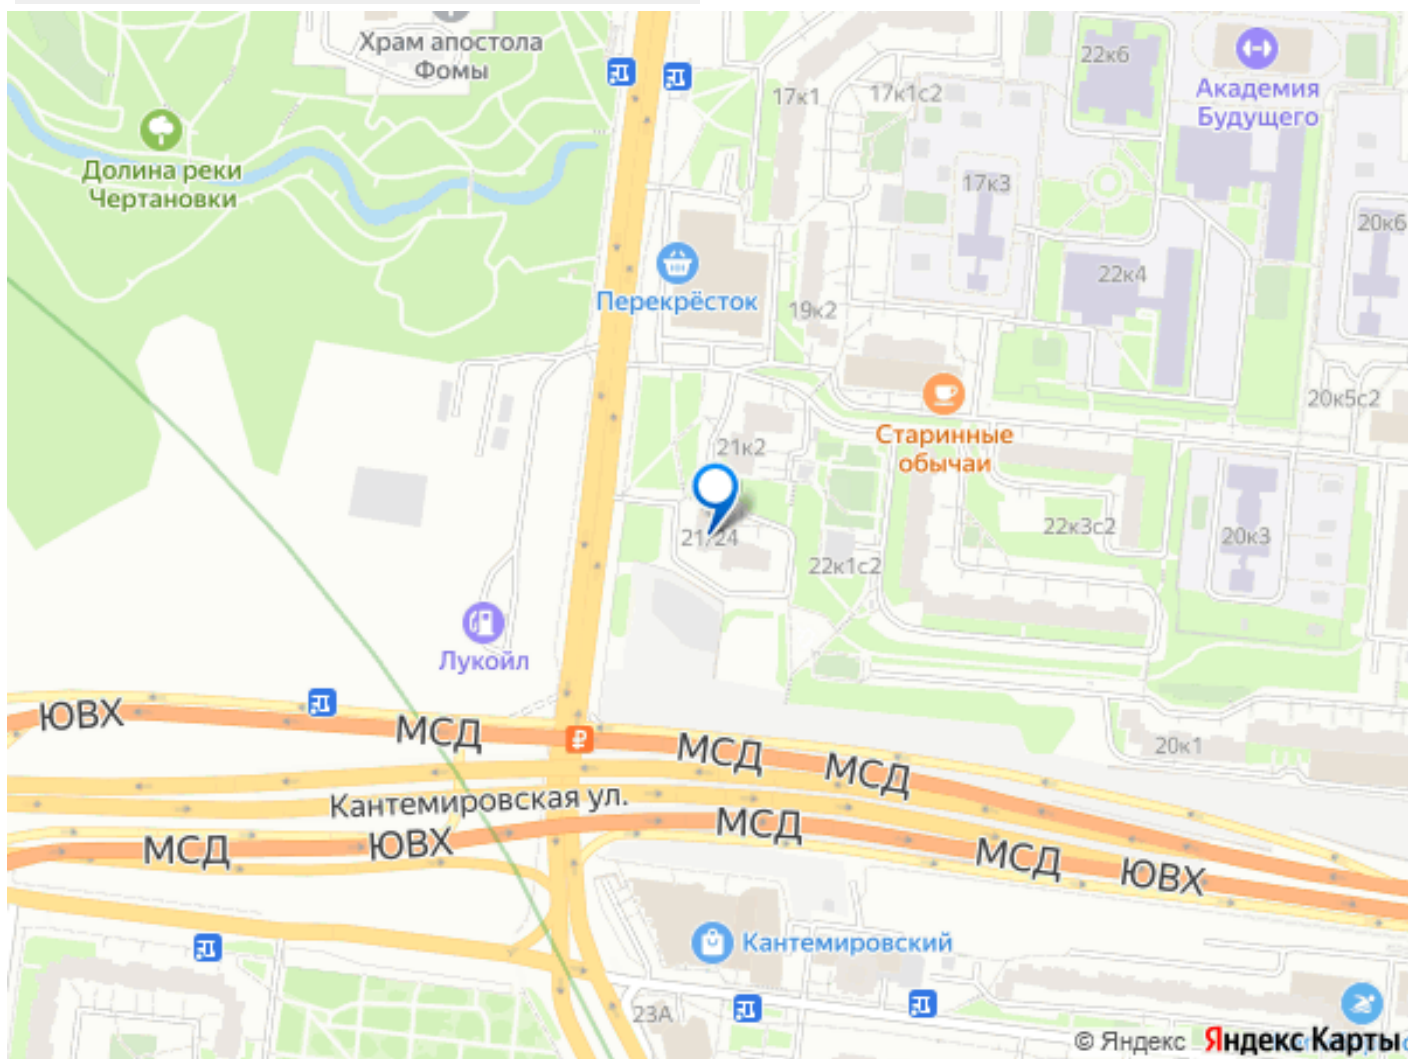 Храм апостола
Фомы
22к6
Академия
Будущего
17к1
17к1с2
Долина реки
Чертановки
17к3
20к6
22к4
Перекрёсток
19к2
20к5с2
Старинные
обычаи
21к2
21/24
22к3с2
20к3
22к1с2
Лукойл
ЮВХ
МСД
МСД
МСД
20к1
Кантемировская ул.
МСД
ЮВХ
МСД
МСД
ЮВХ
Кантемировский
23А
© Яндекс Яндекс Карты